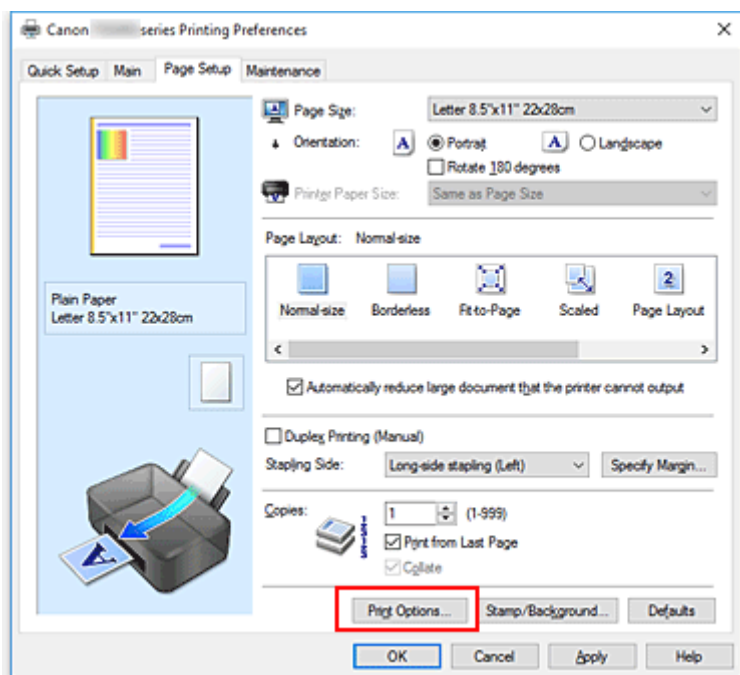 Canon series Printing Preferences
Quick Setup Main Page Setup Maintenance
Page Size: Letter 8.5"x11" 22x28cm
Orientation: A Portrait A Landscape
Rotate 180 degrees
Printer Paper Size: Same as Page Size
Page Layout: Normal-size
2
Normal-size Borderless Fit-to-Page Scaled Page Layout
Plain Paper
Letter 8.5"x11" 22x28cm
Automatically reduce large document that the printer cannot output
Duplex Printing (Manual)
Stapling Side: Long-side stapling (Left) Specify Margin...
Copies: 1 (1-999)
Print from Last Page
Collate
A
Print Options... Stamp/Background... Defaults
OK Cancel Apply Help